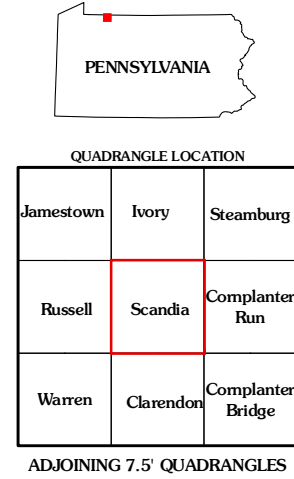 PENNSYLVANIA
QUADRANGLE LOCATION
Jamestown Ivory Steamburg
Russell Scandia Cornplanter Run
Warren Clarendon Cornplanter Bridge
ADJOINING 7.5' QUADRANGLES